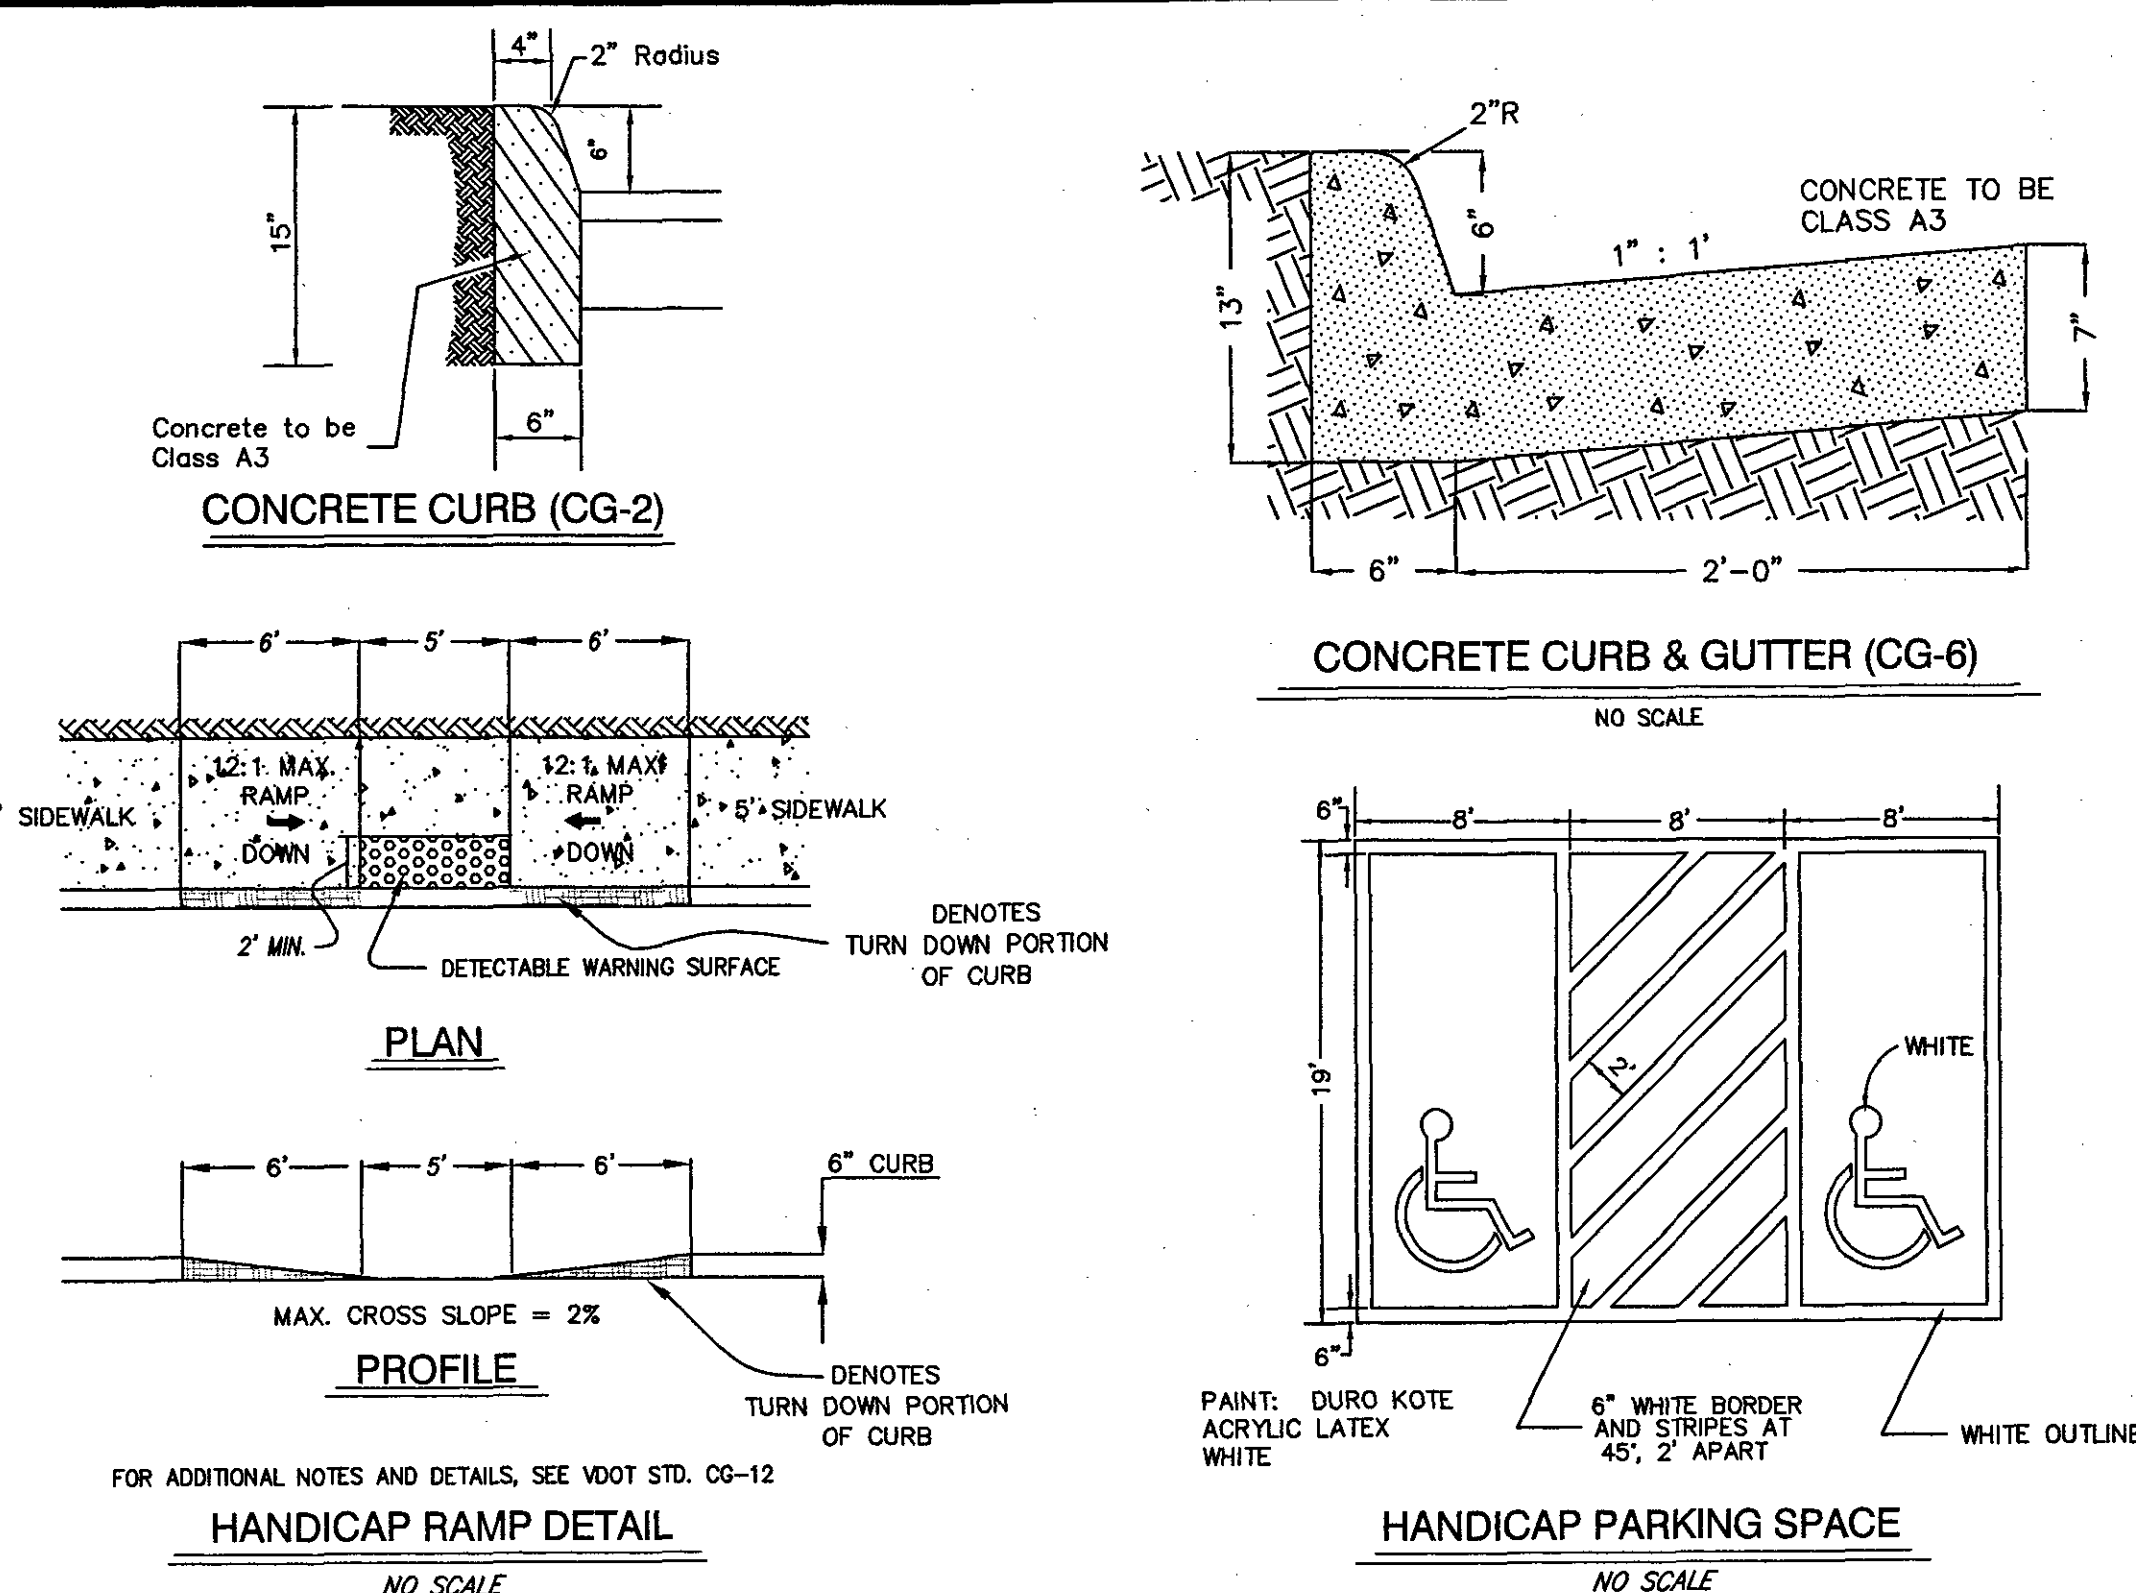 4"
2" Radius
6"
15"
Concrete to be
Class A3
6"
CONCRETE CURB (CG-2)
2"R
CONCRETE TO BE
CLASS A3
6"
1" : 1'
13"
7"
6"
2'-0"
CONCRETE CURB & GUTTER (CG-6)
NO SCALE
6'
5'
6'
12:1 MAX.
RAMP
DOWN
12:1 MAX.
RAMP
DOWN
SIDEWALK
5' SIDEWALK
2' MIN.
DETECTABLE WARNING SURFACE
DENOTES
TURN DOWN PORTION
OF CURB
PLAN
6'
5'
6'
6" CURB
MAX. CROSS SLOPE = 2%
PROFILE
DENOTES
TURN DOWN PORTION
OF CURB
FOR ADDITIONAL NOTES AND DETAILS, SEE VDOT STD. CG-12
HANDICAP RAMP DETAIL
NO SCALE
6"
8'
8'
8'
19'
2'
WHITE
6"
PAINT: DURO KOTE
ACRYLIC LATEX
WHITE
6" WHITE BORDER
AND STRIPES AT
45°, 2' APART
WHITE OUTLINE
HANDICAP PARKING SPACE
NO SCALE